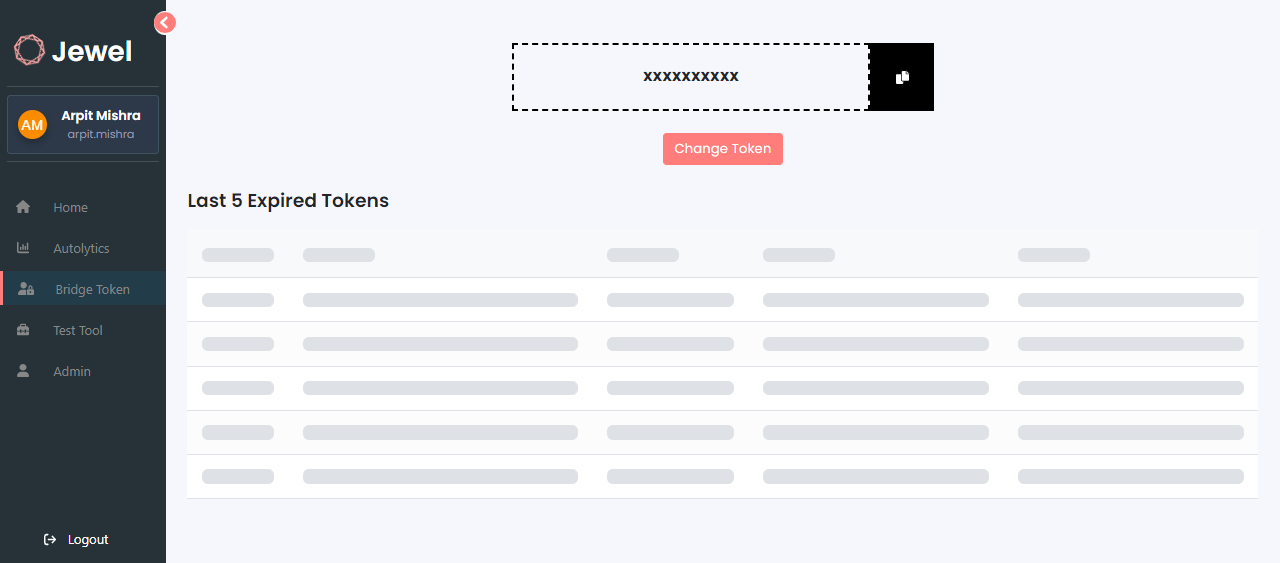 Jewel
AM
Arpit Mishra
arpit.mishra
Home
Autolytics
Bridge Token
Test Tool
Admin
Logout
xxxxxxxxxx
Change Token
Last 5 Expired Tokens